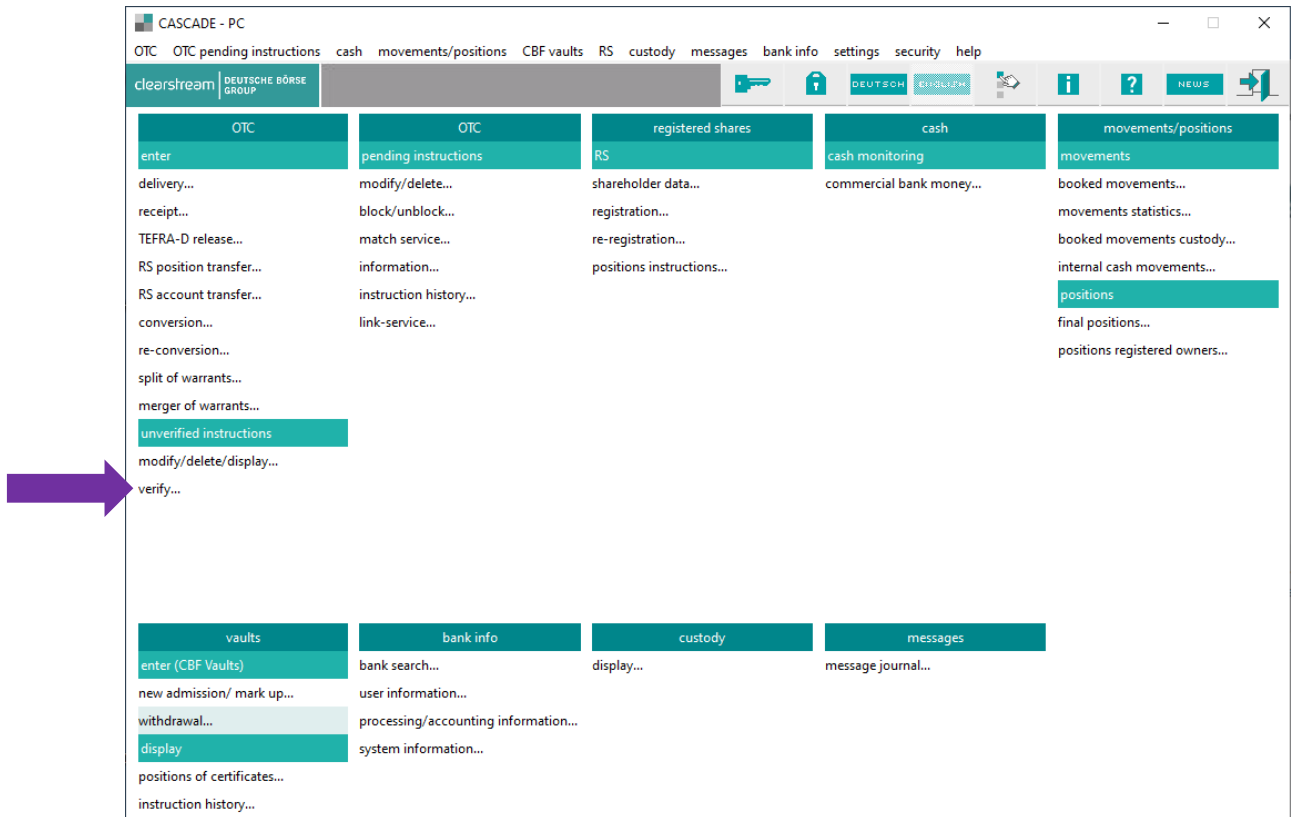 CASCADE - PC
OTC OTC pending instructions cash movements/positions CBF vaults RS custody messages bank info settings security help
clearstream DEUTSCHE BÖRSE GROUP
DEUTSCH ENGLISH i ? NEWS
OTC
enter
delivery...
receipt...
TEFRA-D release...
RS position transfer...
RS account transfer...
conversion...
re-conversion...
split of warrants...
merger of warrants...
unverified instructions
modify/delete/display...
verify...
OTC
pending instructions
modify/delete...
block/unblock...
match service...
information...
instruction history...
link-service...
registered shares
RS
shareholder data...
registration...
re-registration...
positions instructions...
cash
cash monitoring
commercial bank money...
movements/positions
movements
booked movements...
movements statistics...
booked movements custody...
internal cash movements...
positions
final positions...
positions registered owners...
vaults
enter (CBF Vaults)
new admission/ mark up...
withdrawal...
display
positions of certificates...
instruction history...
bank info
bank search...
user information...
processing/accounting information...
system information...
custody
display...
messages
message journal...